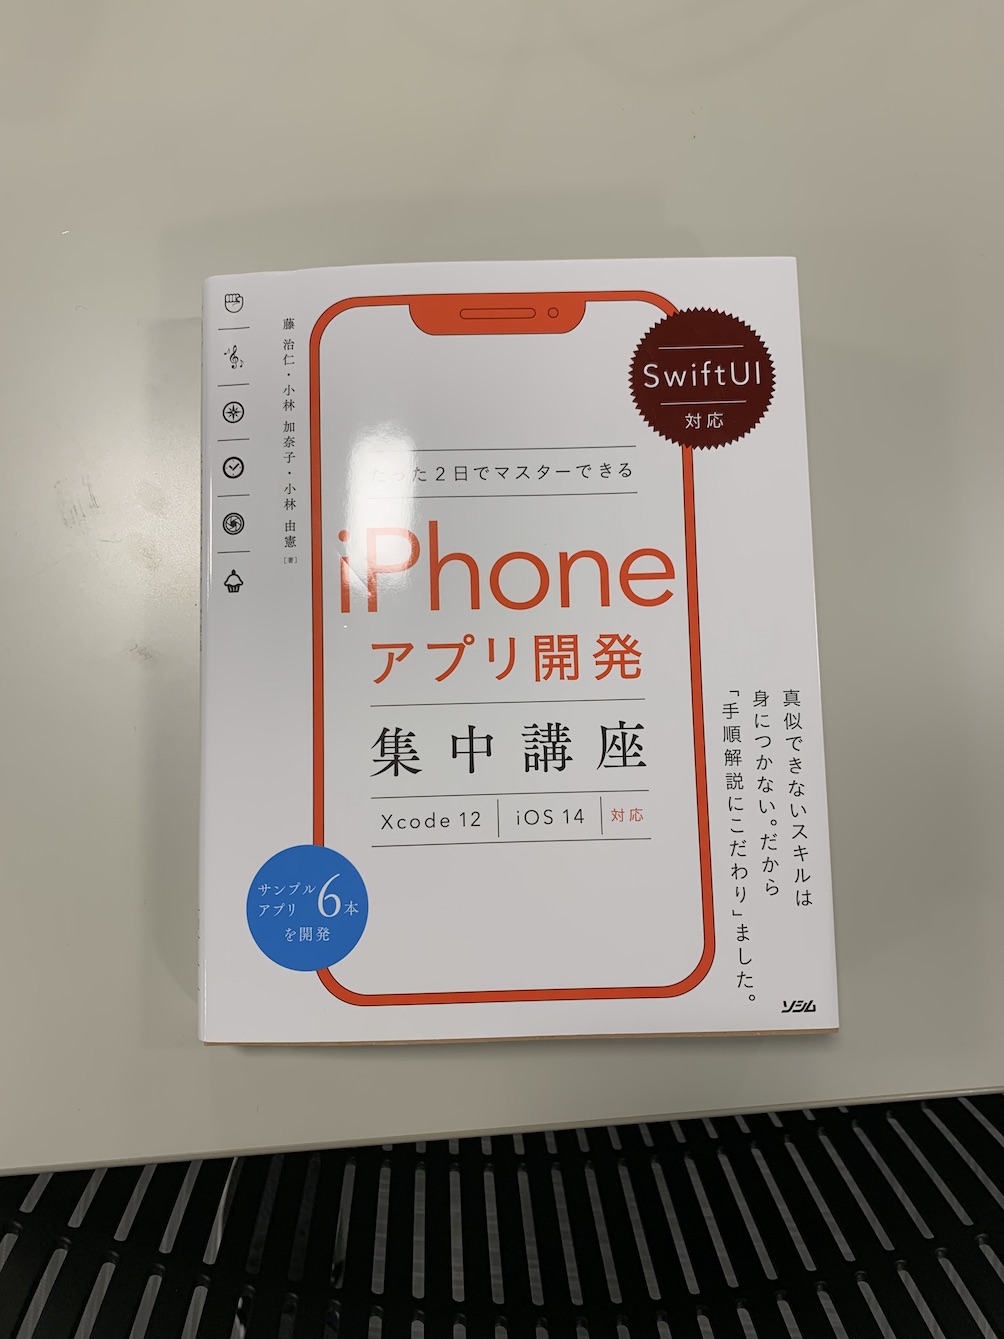 藤 治仁・小林 加奈子・小林 由憲 [著]
SwiftUI
対応
たった2日でマスターできる
iPhone
アプリ開発
集中講座
Xcode 12
iOS 14
対応
サンプル
アプリ 6本
を開発
真似できないスキルは
身につかない。だから
「手順解説にこだわり」ました。
ソシム